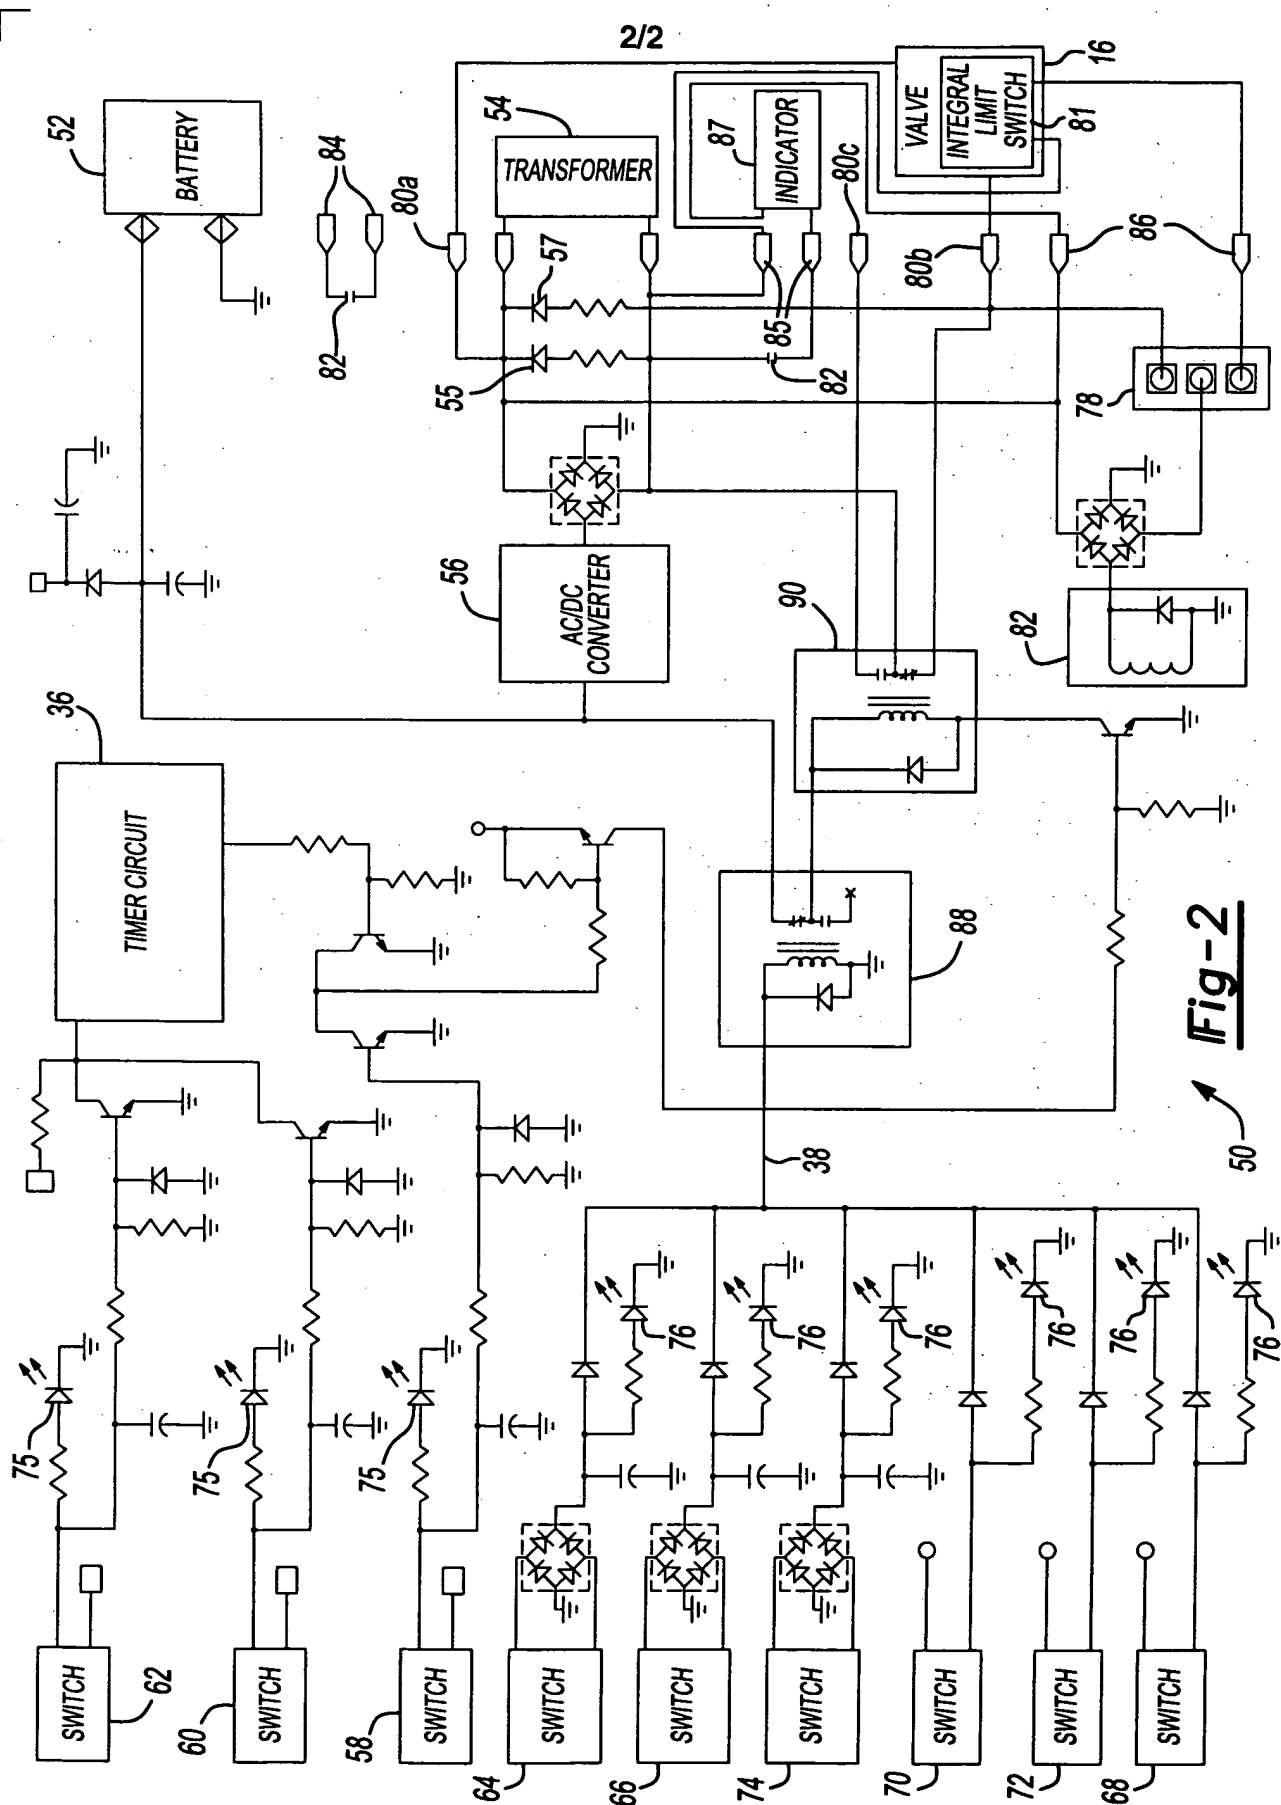 2/2
52
BATTERY
84
82
80a
54
TRANSFORMER
57
55
87
INDICATOR
85
82
80c
VALVE
INTEGRAL
LIMIT
SWITCH
16
81
80b
86
78
56
AC/DC
CONVERTER
90
82
36
TIMER CIRCUIT
88
38
Fig-2
50
75
75
75
76
76
76
76
76
76
SWITCH
62
SWITCH
60
SWITCH
58
SWITCH
64
SWITCH
66
SWITCH
74
SWITCH
70
SWITCH
72
SWITCH
68